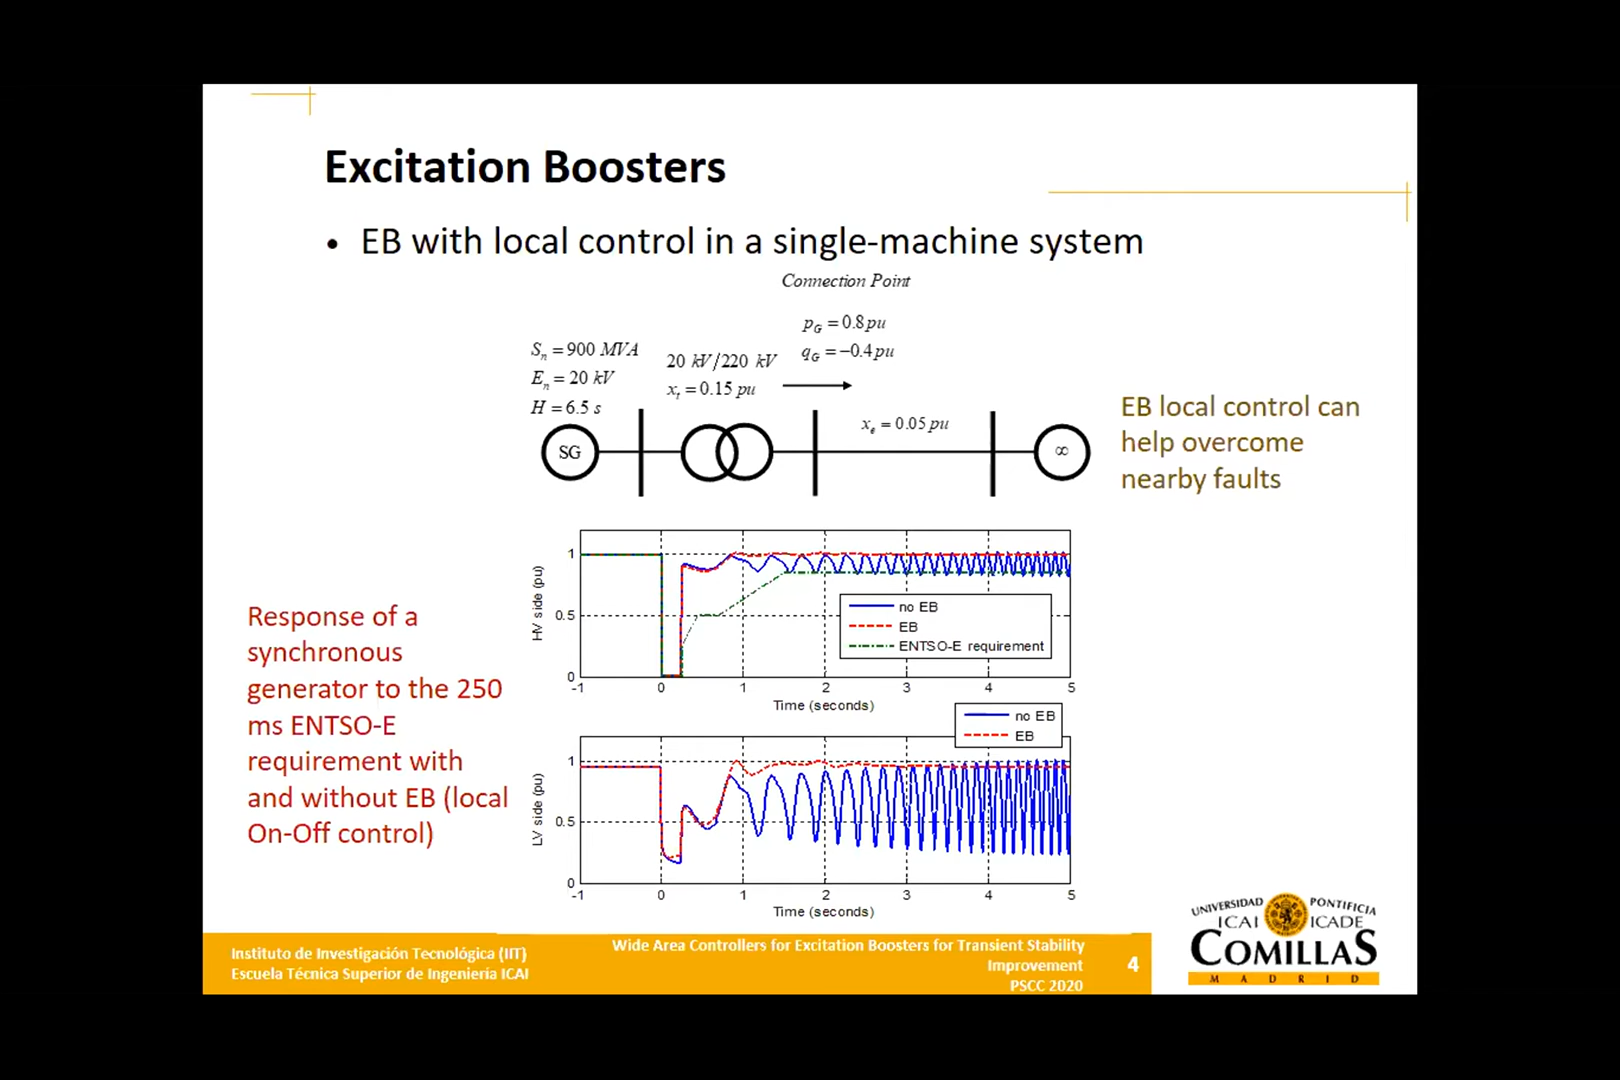 Excitation Boosters
• EB with local control in a single-machine system
Connection Point
p_G = 0.8 pu
q_G = −0.4 pu
S_n = 900 MVA
E_n = 20 kV
H = 6.5 s
20 kV/220 kV
x_t = 0.15 pu
x_e = 0.05 pu
SG
∞
EB local control can
help overcome
nearby faults
Response of a
synchronous
generator to the 250
ms ENTSO-E
requirement with
and without EB (local
On-Off control)
HV side (pu)
1
0.5
0
no EB
EB
ENTSO-E requirement
-1 0 1 2 3 4 5
Time (seconds)
no EB
EB
LV side (pu)
1
0.5
0
-1 0 1 2 3 4 5
Time (seconds)
Instituto de Investigación Tecnológica (IIT)
Escuela Técnica Superior de Ingeniería ICAI
Wide Area Controllers for Excitation Boosters for Transient Stability
Improvement
PSCC 2020
4
UNIVERSIDAD PONTIFICIA
ICAI ICADE
COMILLAS
MADRID